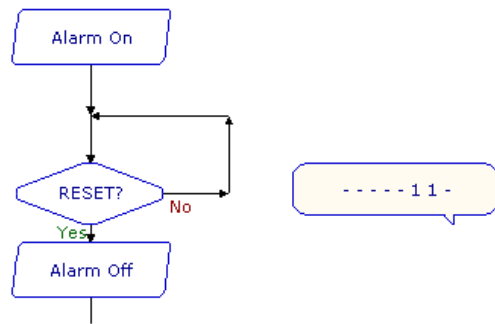 Alarm On
RESET?
No
Yes
Alarm Off
- - - - - 1 1 -